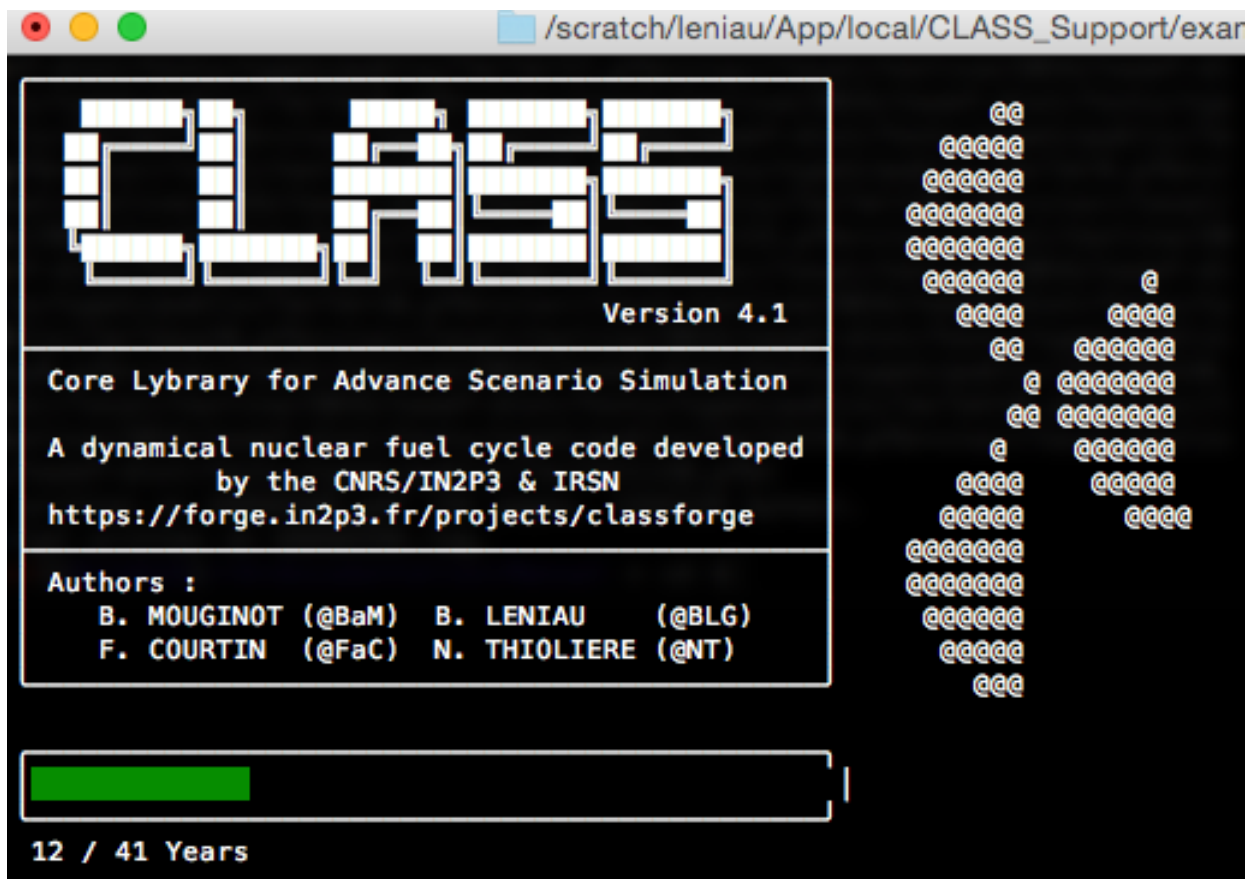 /scratch/leniau/App/local/CLASS_Support/exam
CLASS
Version 4.1
Core Lybrary for Advance Scenario Simulation
A dynamical nuclear fuel cycle code developed
by the CNRS/IN2P3 & IRSN
https://forge.in2p3.fr/projects/classforge
Authors :
B. MOUGINOT (@BaM) B. LENIAU (@BLG)
F. COURTIN (@FaC) N. THIOLIERE (@NT)
@@
@@@@@
@@@@@@
@@@@@@@
@@@@@@@
@@@@@@ @
@@@@ @@@@
@@ @@@@@@
@ @@@@@@@
@@ @@@@@@@
@ @@@@@@
@@@@ @@@@@
@@@@@ @@@@
@@@@@@@
@@@@@@@
@@@@@@
@@@@@
@@@
12 / 41 Years